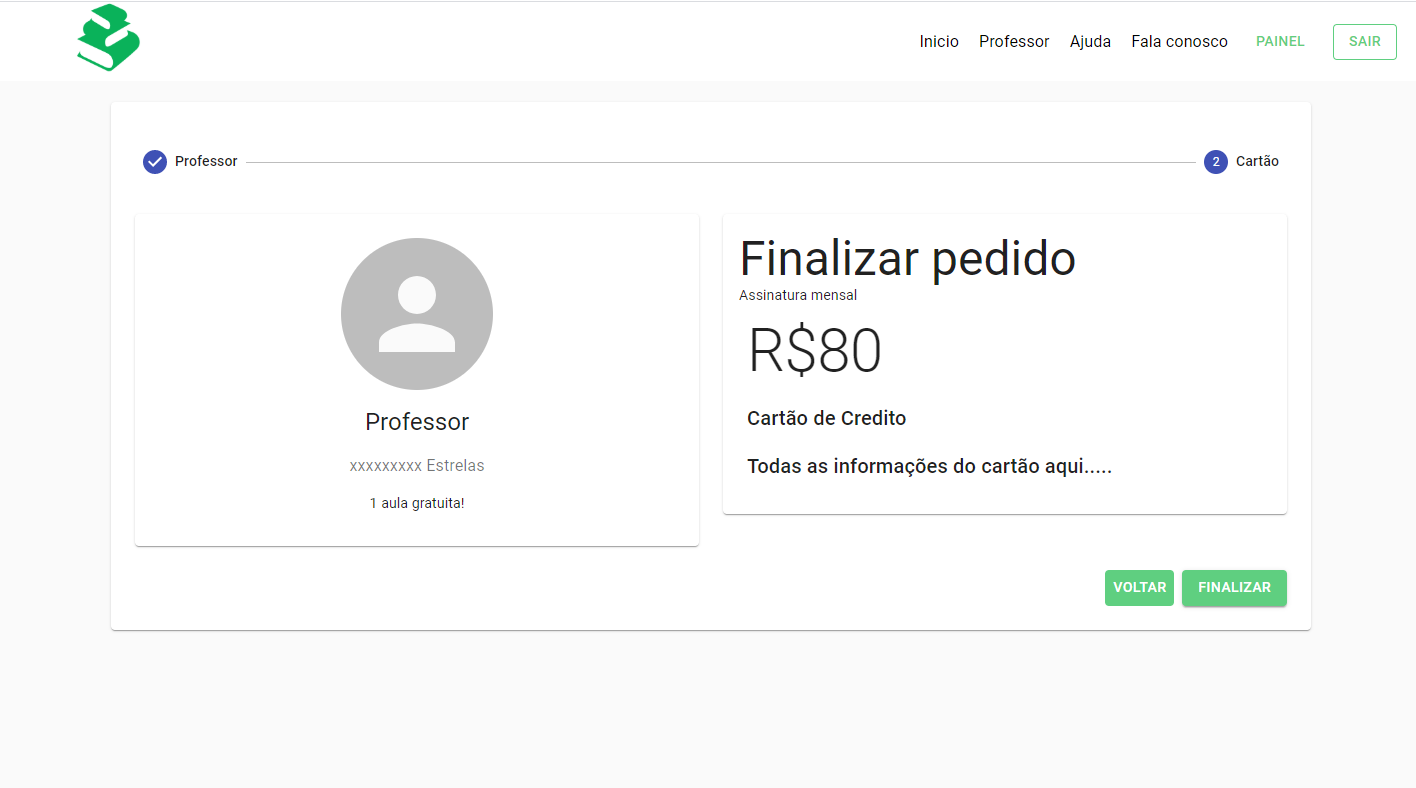 Inicio Professor Ajuda Fala conosco PAINEL SAIR
Professor
2 Cartão
Professor
xxxxxxxxx Estrelas
1 aula gratuita!
Finalizar pedido
Assinatura mensal
R$80
Cartão de Credito
Todas as informações do cartão aqui.....
VOLTAR FINALIZAR